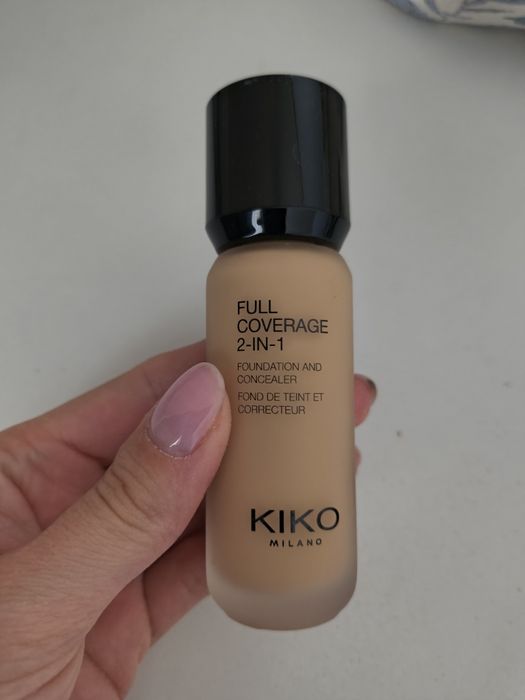 FULL
COVERAGE
2-IN-1
FOUNDATION AND
CONCEALER
FOND DE TEINT ET
CORRECTEUR
KIKO
MILANO